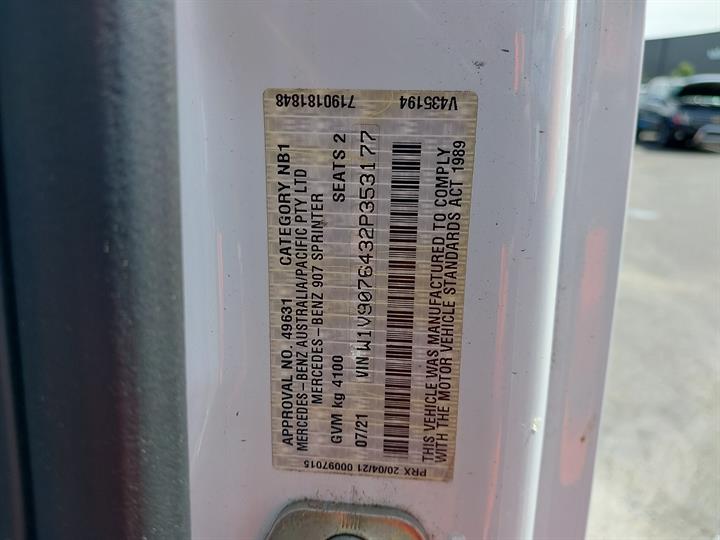 APPROVAL NO. 49631 CATEGORY NB1
MERCEDES-BENZ AUSTRALIA/PACIFIC PTY LTD
MERCEDES-BENZ 907 SPRINTER
GVM kg 4100 SEATS 2
07/21 VIN W1V9076432P353177
THIS VEHICLE WAS MANUFACTURED TO COMPLY
WITH THE MOTOR VEHICLE STANDARDS ACT 1989
PRX 20/04/21 00097015
7190181848
V435194